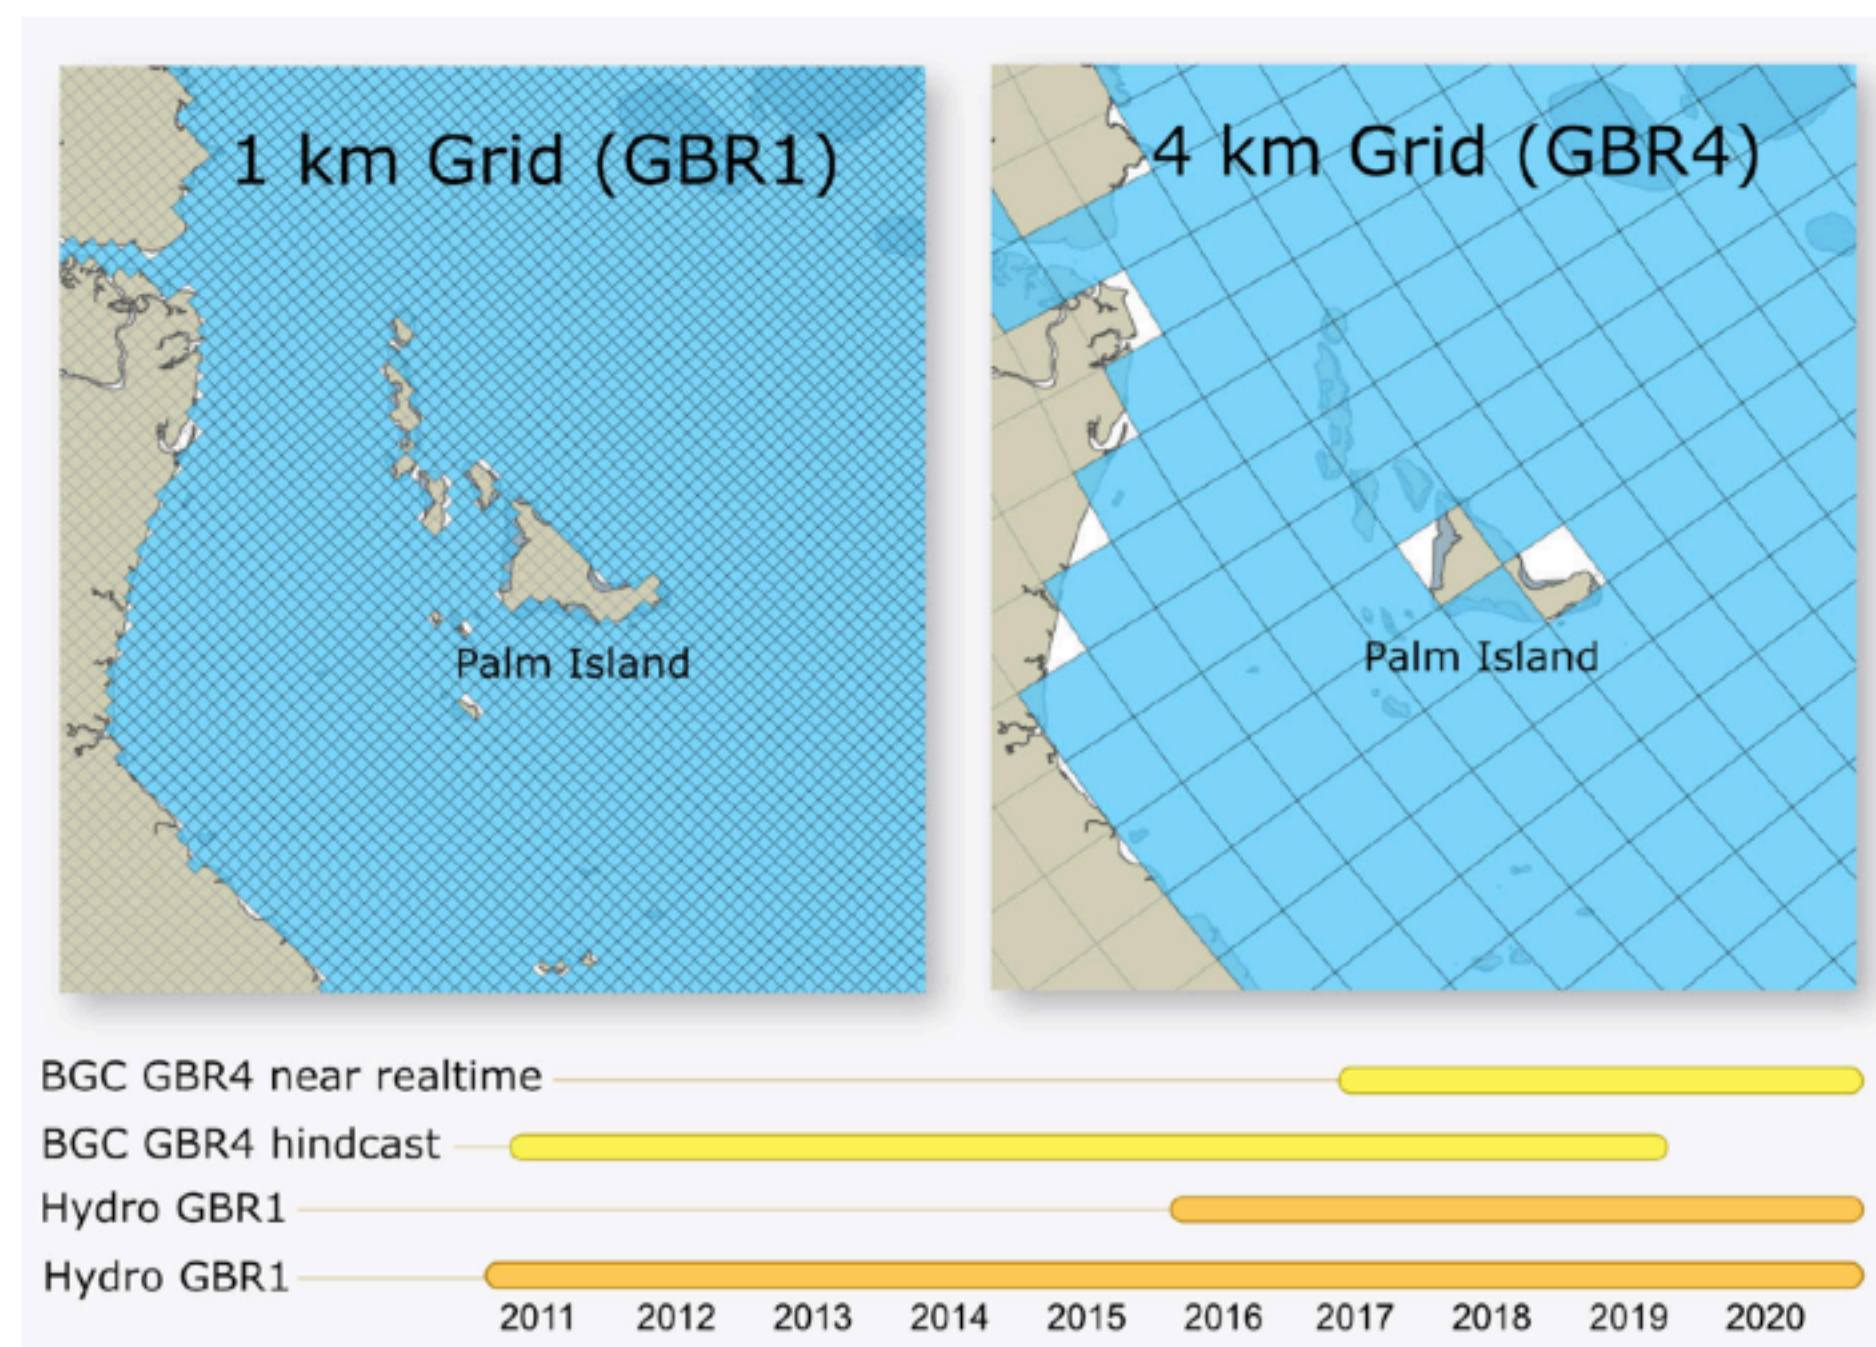 1 km Grid (GBR1)
4 km Grid (GBR4)
Palm Island
Palm Island
BGC GBR4 near realtime
BGC GBR4 hindcast
Hydro GBR1
Hydro GBR1
2011 2012 2013 2014 2015 2016 2017 2018 2019 2020